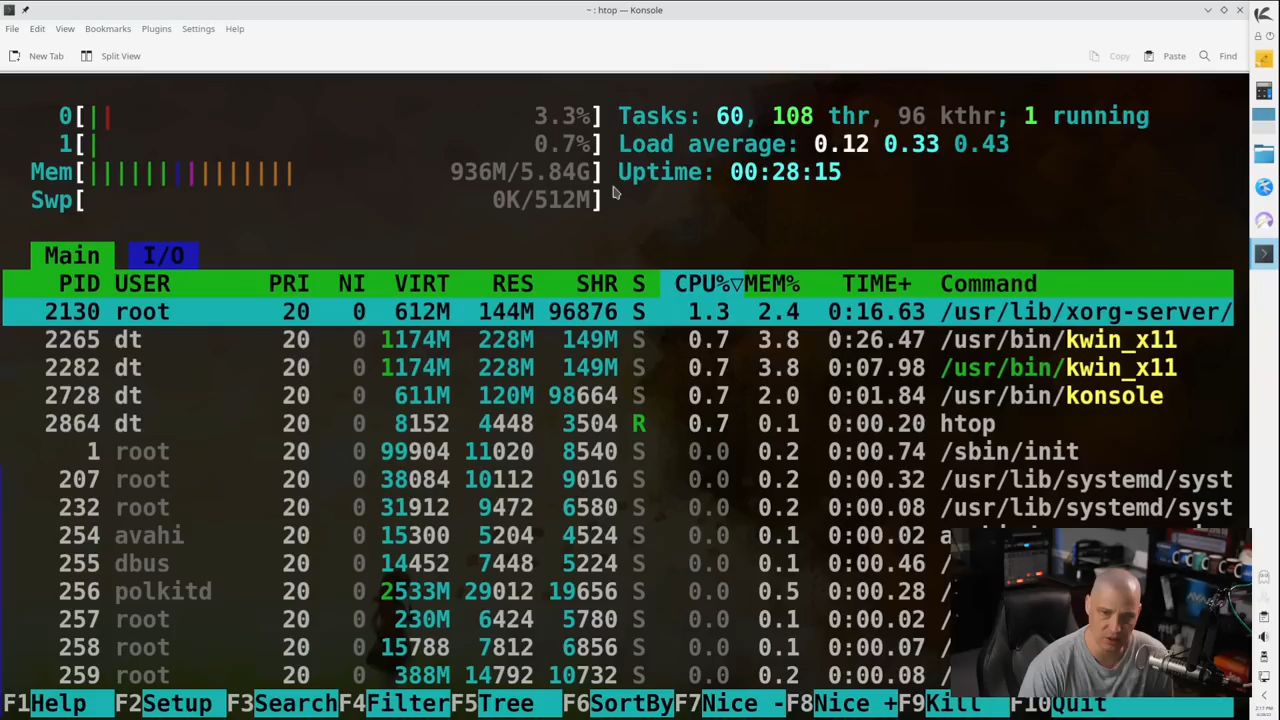 ~ : htop — Konsole
File Edit View Bookmarks Plugins Settings Help
New Tab Split View Copy Paste Find
0[|| 3.3%] Tasks: 60, 108 thr, 96 kthr; 1 running
1[| 0.7%] Load average: 0.12 0.33 0.43
Mem[||||||||||||||| 936M/5.84G] Uptime: 00:28:15
Swp[ 0K/512M]
Main I/O
PID USER PRI NI VIRT RES SHR S CPU%▽MEM% TIME+ Command
2130 root 20 0 612M 144M 96876 S 1.3 2.4 0:16.63 /usr/lib/xorg-server/
2265 dt 20 0 1174M 228M 149M S 0.7 3.8 0:26.47 /usr/bin/kwin_x11
2282 dt 20 0 1174M 228M 149M S 0.7 3.8 0:07.98 /usr/bin/kwin_x11
2728 dt 20 0 611M 120M 98664 S 0.7 2.0 0:01.84 /usr/bin/konsole
2864 dt 20 0 8152 4448 3504 R 0.7 0.1 0:00.20 htop
1 root 20 0 99904 11020 8540 S 0.0 0.2 0:00.74 /sbin/init
207 root 20 0 38084 10112 9016 S 0.0 0.2 0:00.32 /usr/lib/systemd/syst
232 root 20 0 31912 9472 6580 S 0.0 0.2 0:00.08 /usr/lib/systemd/syst
254 avahi 20 0 15300 5204 4524 S 0.0 0.1 0:00.02
255 dbus 20 0 14452 7448 5224 S 0.0 0.1 0:00.46 /
256 polkitd 20 0 2533M 29012 19656 S 0.0 0.5 0:00.28 /
257 root 20 0 230M 6424 5780 S 0.0 0.1 0:00.02 /
258 root 20 0 15788 7812 6856 S 0.0 0.1 0:00.07 /
259 root 20 0 388M 14792 10732 S 0.0 0.2 0:00.08 /
F1Help F2Setup F3Search F4Filter F5Tree F6SortBy F7Nice - F8Nice + F9Kill F10Quit
2:17 PM